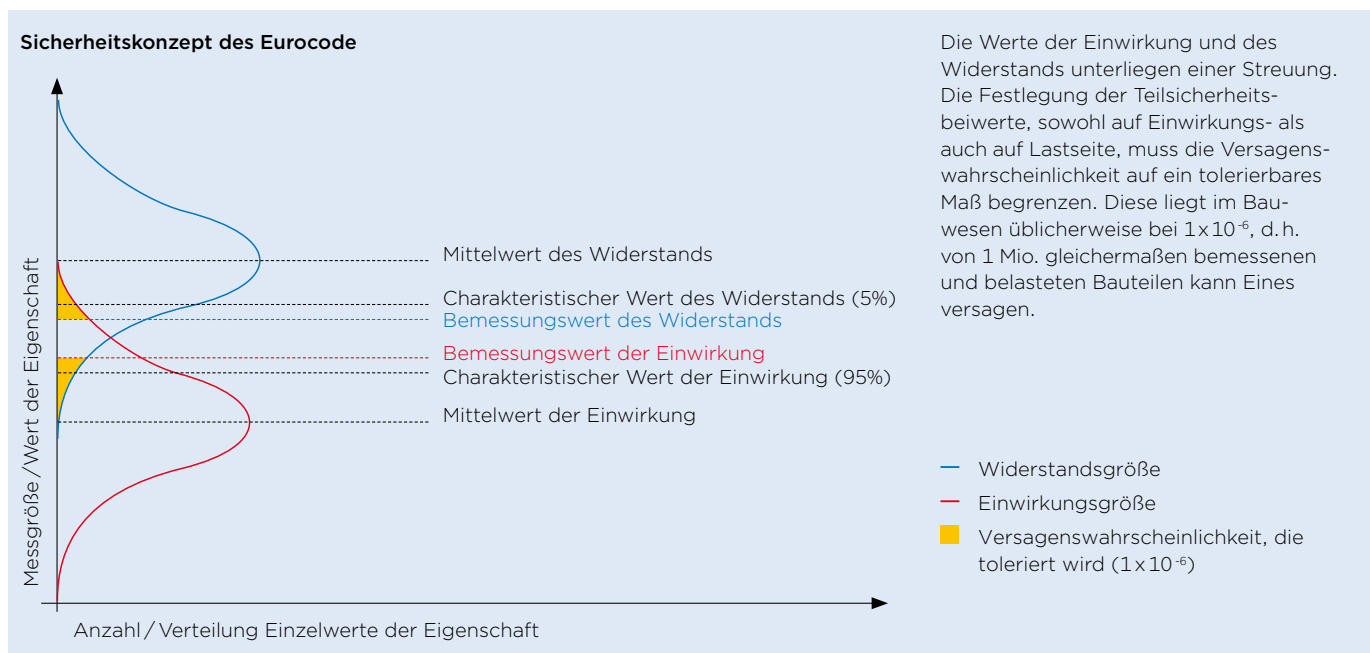 Sicherheitskonzept des Eurocode
Messgröße / Wert der Eigenschaft
Mittelwert des Widerstands
Charakteristischer Wert des Widerstands (5%)
Bemessungswert des Widerstands
Bemessungswert der Einwirkung
Charakteristischer Wert der Einwirkung (95%)
Mittelwert der Einwirkung
Anzahl / Verteilung Einzelwerte der Eigenschaft
Die Werte der Einwirkung und des
Widerstands unterliegen einer Streuung.
Die Festlegung der Teilsicherheits-
beiwerte, sowohl auf Einwirkungs- als
auch auf Lastseite, muss die Versagens-
wahrscheinlichkeit auf ein tolerierbares
Maß begrenzen. Diese liegt im Bau-
wesen üblicherweise bei 1 x 10⁻⁶, d. h.
von 1 Mio. gleichermaßen bemessenen
und belasteten Bauteilen kann Eines
versagen.
Widerstandsgröße
Einwirkungsgröße
Versagenswahrscheinlichkeit, die
toleriert wird (1 x 10⁻⁶)